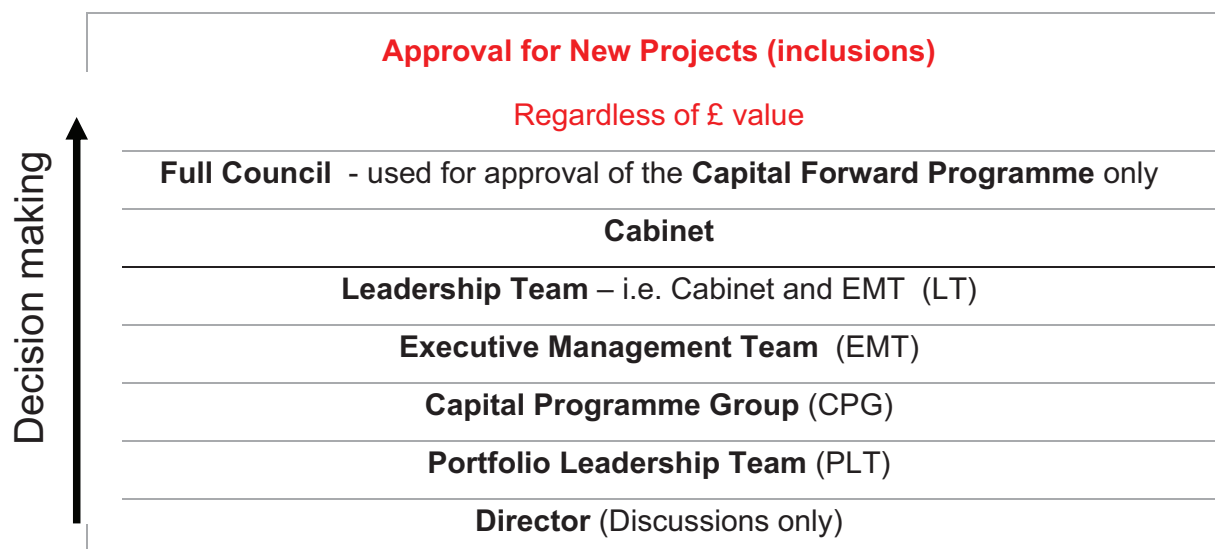 Approval for New Projects (inclusions)
Regardless of £ value
Decision making
Full Council - used for approval of the Capital Forward Programme only
Cabinet
Leadership Team – i.e. Cabinet and EMT (LT)
Executive Management Team (EMT)
Capital Programme Group (CPG)
Portfolio Leadership Team (PLT)
Director (Discussions only)